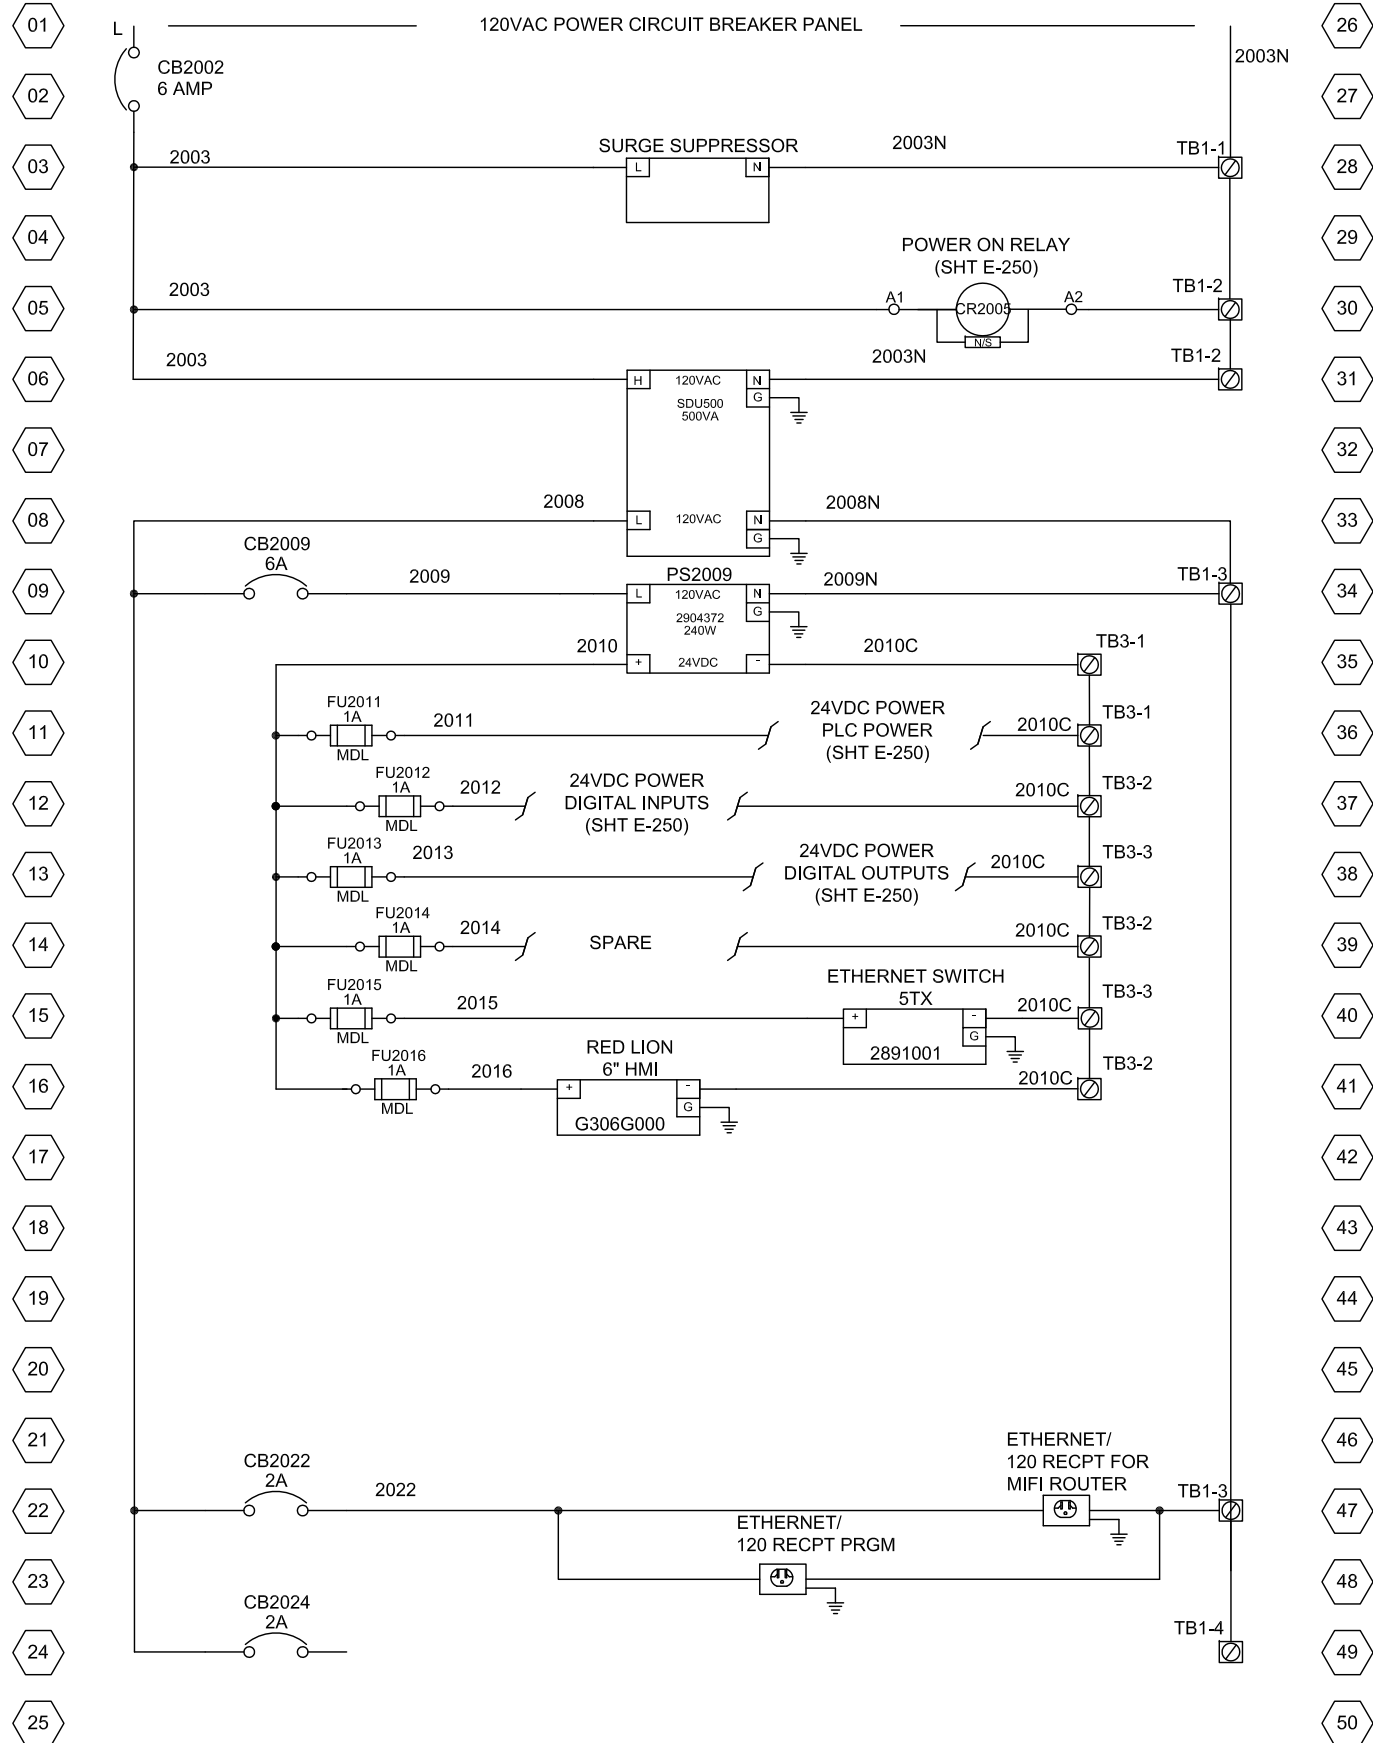 01
L
120VAC POWER CIRCUIT BREAKER PANEL
26
2003N
CB2002
6 AMP
02
27
03
2003
SURGE SUPPRESSOR
L
N
2003N
TB1-1
28
04
POWER ON RELAY
(SHT E-250)
29
05
2003
A1
CR2005
A2
N/S
TB1-2
30
06
2003
H
120VAC
N
G
SDU500
500VA
2003N
TB1-2
31
07
32
08
2008
L
120VAC
N
G
2008N
33
CB2009
6A
09
2009
PS2009
L
120VAC
N
G
2904372
240W
2009N
TB1-3
34
10
2010
+
24VDC
-
2010C
TB3-1
35
11
FU2011
1A
MDL
2011
24VDC POWER
PLC POWER
(SHT E-250)
2010C
TB3-1
36
12
FU2012
1A
MDL
2012
24VDC POWER
DIGITAL INPUTS
(SHT E-250)
2010C
TB3-2
37
13
FU2013
1A
MDL
2013
24VDC POWER
DIGITAL OUTPUTS
(SHT E-250)
2010C
TB3-3
38
14
FU2014
1A
MDL
2014
SPARE
2010C
TB3-2
39
15
FU2015
1A
MDL
2015
ETHERNET SWITCH
5TX
+
-
G
2891001
2010C
TB3-3
40
16
FU2016
1A
MDL
2016
RED LION
6" HMI
+
-
G
G306G000
2010C
TB3-2
41
17
42
18
43
19
44
20
45
21
46
CB2022
2A
22
2022
ETHERNET/
120 RECPT FOR
MIFI ROUTER
TB1-3
47
ETHERNET/
120 RECPT PRGM
23
48
CB2024
2A
24
TB1-4
49
25
50